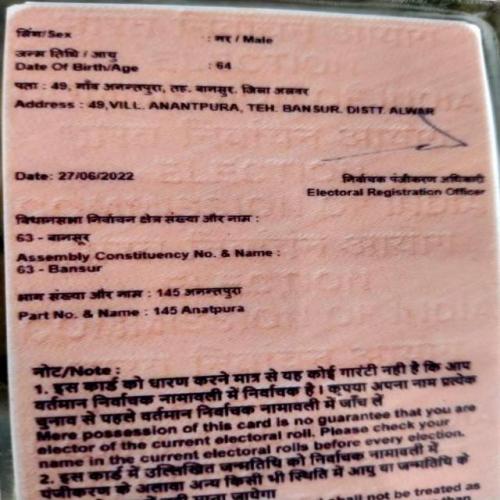 लिंग/Sex : नर / Male
जन्म तिथि / आयु
Date Of Birth/Age : 64
पता : 49, गाँव अनन्तपुरा, तह. बानसुर. जिला अलवर
Address : 49,VILL. ANANTPURA, TEH. BANSUR. DISTT. ALWAR
Date: 27/06/2022 निर्वाचक पंजीकरण अधिकारी
Electoral Registration Officer
विधानसभा निर्वाचन क्षेत्र संख्या और नाम :
63 - बानसूर
Assembly Constituency No. & Name :
63 - Bansur
भाग संख्या और नाम : 145 अनन्तपुरा
Part No. & Name : 145 Anatpura
नोट/Note :
1. इस कार्ड को धारण करने मात्र से यह कोई गारंटी नही है कि आप
वर्तमान निर्वाचक नामावली में निर्वाचक है। कृपया अपना नाम प्रत्येक
चुनाव से पहले वर्तमान निर्वाचक नामावली में जाँच लें
Mere possession of this card is no guarantee that you are
elector of the current electoral roll. Please check your
name in the current electoral rolls before every election.
2. इस कार्ड में उल्लिखित जन्मतिथि को निर्वाचक नामावली में
पंजीकरण के अलावा अन्य किसी भी स्थिति में आयु या जन्मतिथि के
नही माना जायेगा
shall not be treated as